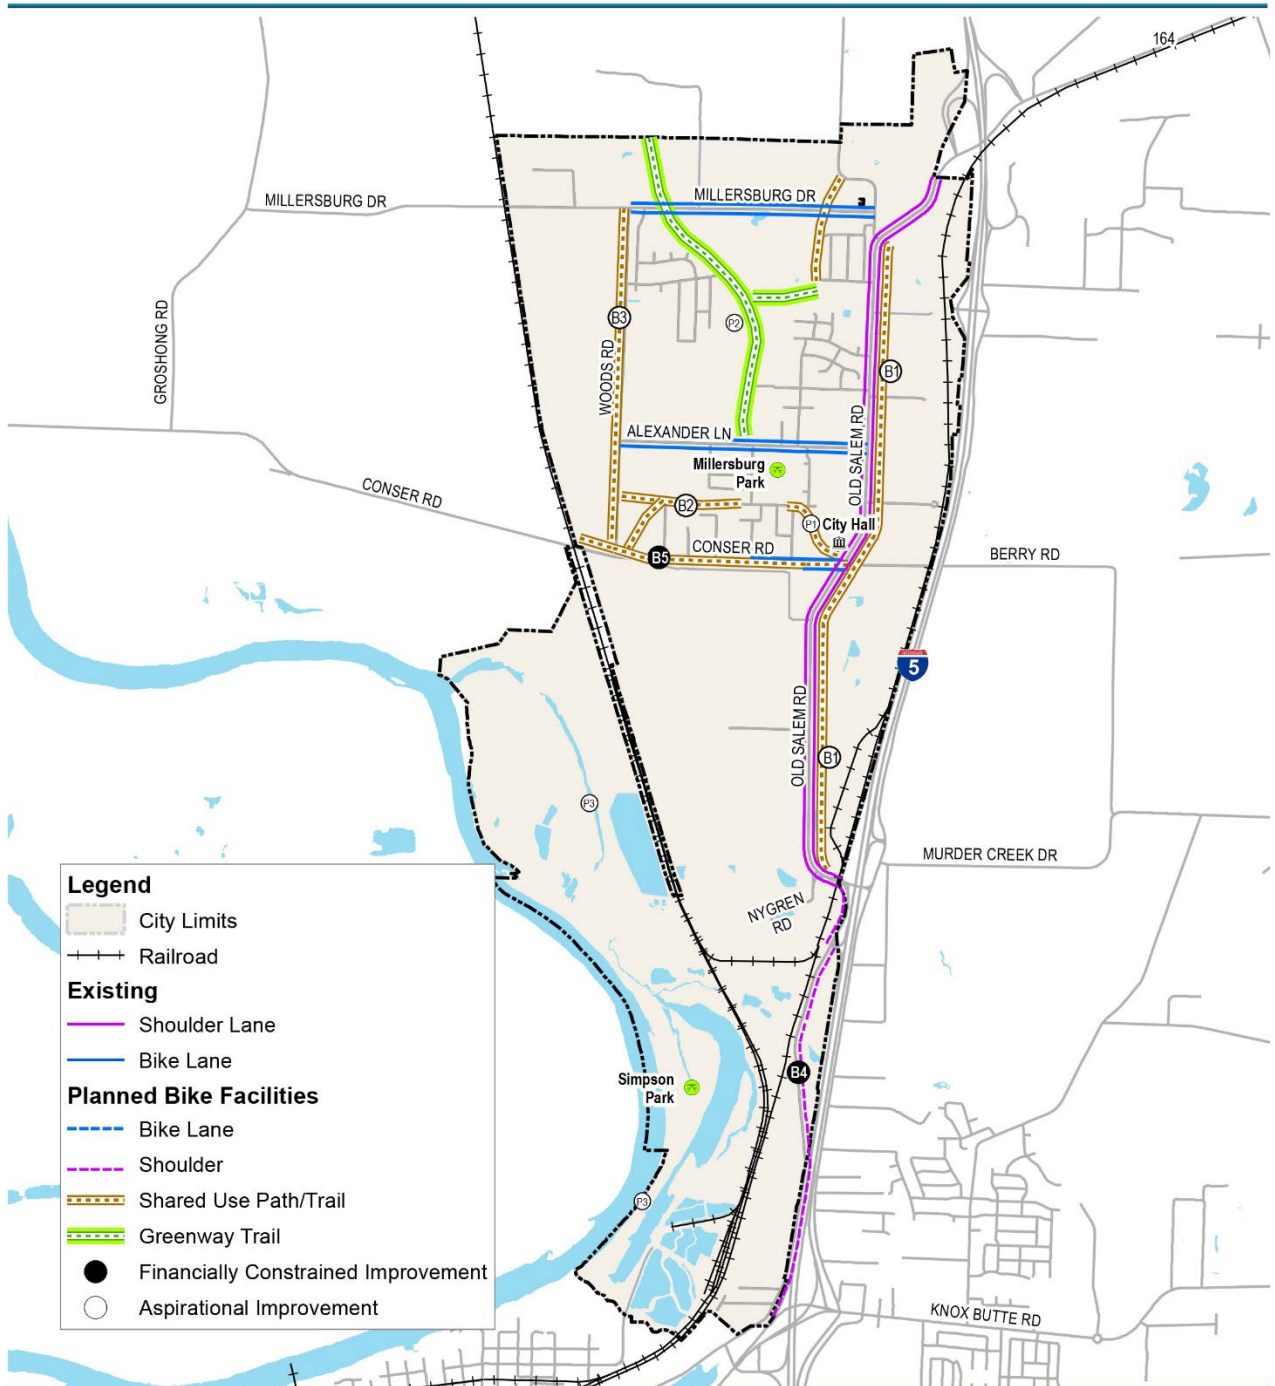 164
MILLERSBURG DR
MILLERSBURG DR
GROSHONG RD
B3
P2
WOODS RD
B1
ALEXANDER LN
OLD SALEM RD
Millersburg
Park
CONSER RD
B2
P1
City Hall
CONSER RD
B5
BERRY RD
INTERSTATE
5
OLD SALEM RD
B1
P3
MURDER CREEK DR
NYGREN
RD
B4
Simpson
Park
P3
KNOX BUTTE RD
Legend
City Limits
Railroad
Existing
Shoulder Lane
Bike Lane
Planned Bike Facilities
Bike Lane
Shoulder
Shared Use Path/Trail
Greenway Trail
Financially Constrained Improvement
Aspirational Improvement